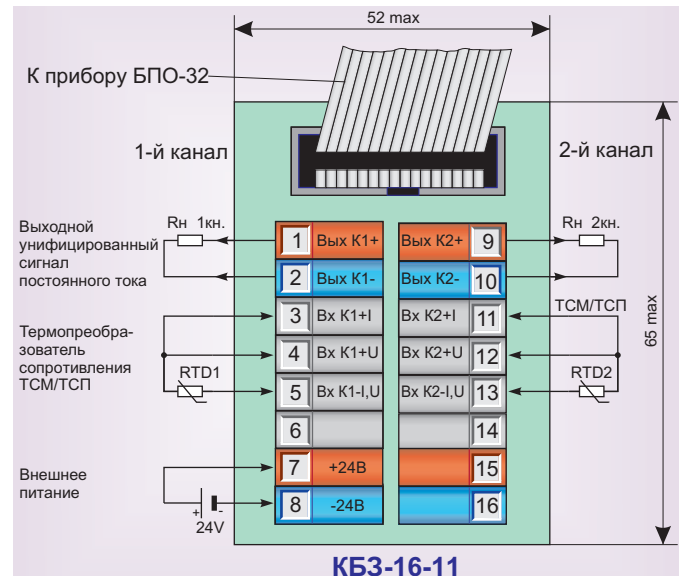 52 max
К прибору БПО-32
1-й канал
2-й канал
Выходной
унифицированный
сигнал
постоянного тока
Rн 1кн.
1 Вых К1+
Вых К2+ 9
Rн 2кн.
2 Вых К1-
Вых К2- 10
3 Вх К1+I
Вх К2+I 11
ТСМ/ТСП
Термопреобра-
зователь
сопротивления
ТСМ/ТСП
4 Вх К1+U
Вх К2+U 12
RTD1
5 Вх К1-I,U
Вх К2-I,U 13
RTD2
6
14
Внешнее
питание
7 +24В
15
8 -24В
16
+ -
24V
65 max
КБЗ-16-11